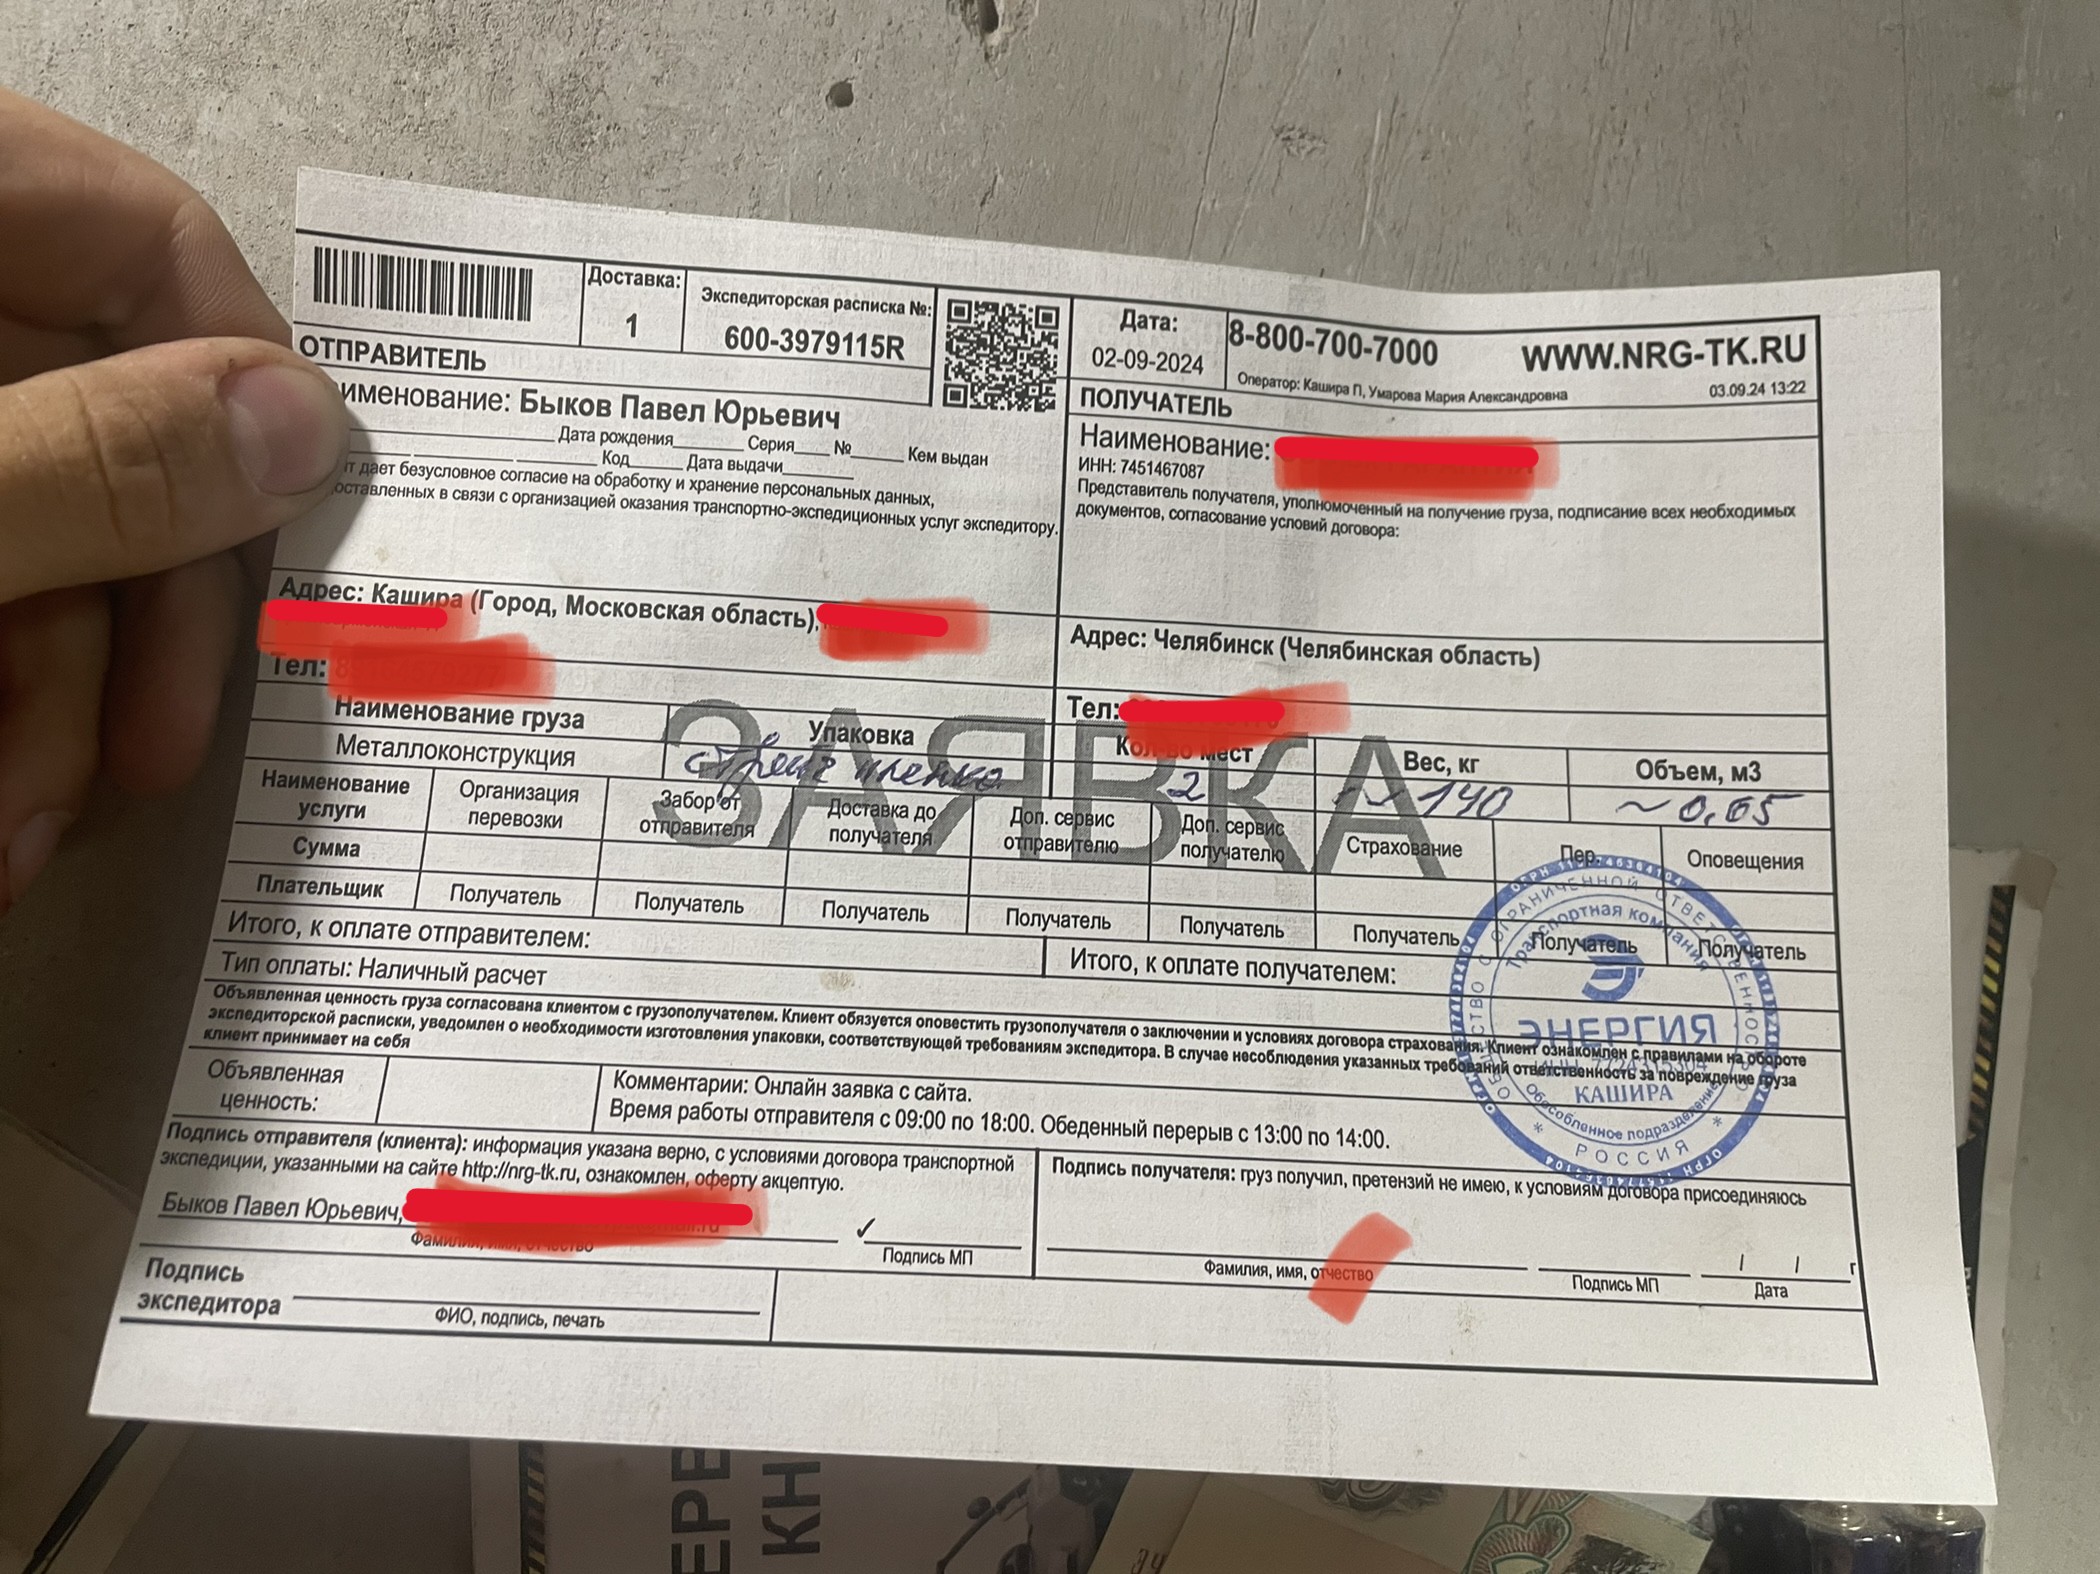 Доставка:
1
Экспедиторская расписка №:
600-3979115R
Дата:
02-09-2024
8-800-700-7000
WWW.NRG-TK.RU
Оператор: Кашира П, Умарова Мария Александровна
03.09.24 13:22
ОТПРАВИТЕЛЬ
именование: Быков Павел Юрьевич
Дата рождения Серия № Кем выдан
Код Дата выдачи
т дает безусловное согласие на обработку и хранение персональных данных,
оставленных в связи с организацией оказания транспортно-экспедиционных услуг экспедитору.
Адрес: Кашира (Город, Московская область),
Тел:
ПОЛУЧАТЕЛЬ
Наименование:
ИНН: 7451467087
Представитель получателя, уполномоченный на получение груза, подписание всех необходимых
документов, согласование условий договора:
Адрес: Челябинск (Челябинская область)
Тел:
ЗАЯВКА
Наименование груза Упаковка Кол-во мест Вес, кг Объем, м3
Металлоконструкция стрейч пленка 2 ~ 140 ~ 0,65
Наименование услуги
Организация перевозки
Забор от отправителя
Доставка до получателя
Доп. сервис отправителю
Доп. сервис получателю
Страхование
Пер.
Оповещения
Сумма
Плательщик Получатель Получатель Получатель Получатель Получатель Получатель Получатель Получатель
Итого, к оплате отправителем:
Итого, к оплате получателем:
Тип оплаты: Наличный расчет
Объявленная ценность груза согласована клиентом с грузополучателем. Клиент обязуется оповестить грузополучателя о заключении и условиях договора страхования. Клиент ознакомлен с правилами на обороте
экспедиторской расписки, уведомлен о необходимости изготовления упаковки, соответствующей требованиям экспедитора. В случае несоблюдения указанных требований ответственность за повреждение груза
клиент принимает на себя
Объявленная
ценность:
Комментарии: Онлайн заявка с сайта.
Время работы отправителя с 09:00 по 18:00. Обеденный перерыв с 13:00 по 14:00.
Транспортная компания
ЭНЕРГИЯ
КАШИРА
Обособленное подразделение
РОССИЯ
Подпись отправителя (клиента): информация указана верно, с условиями договора транспортной
экспедиции, указанными на сайте http://nrg-tk.ru, ознакомлен, оферту акцептую.
Быков Павел Юрьевич,
Фамилия, имя, отчество
✓
Подпись МП
Подпись получателя: груз получил, претензий не имею, к условиям договора присоединяюсь
Фамилия, имя, отчество
Подпись МП
/ / г
Дата
Подпись
экспедитора
ФИО, подпись, печать
ЕРЕ
КН